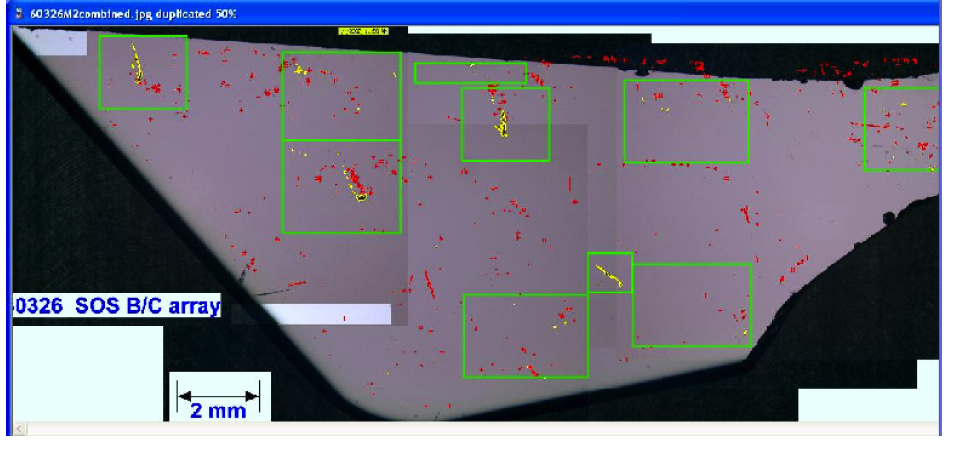 60326M2combined.jpg duplicated 50%
0326 SOS B/C array
2 mm